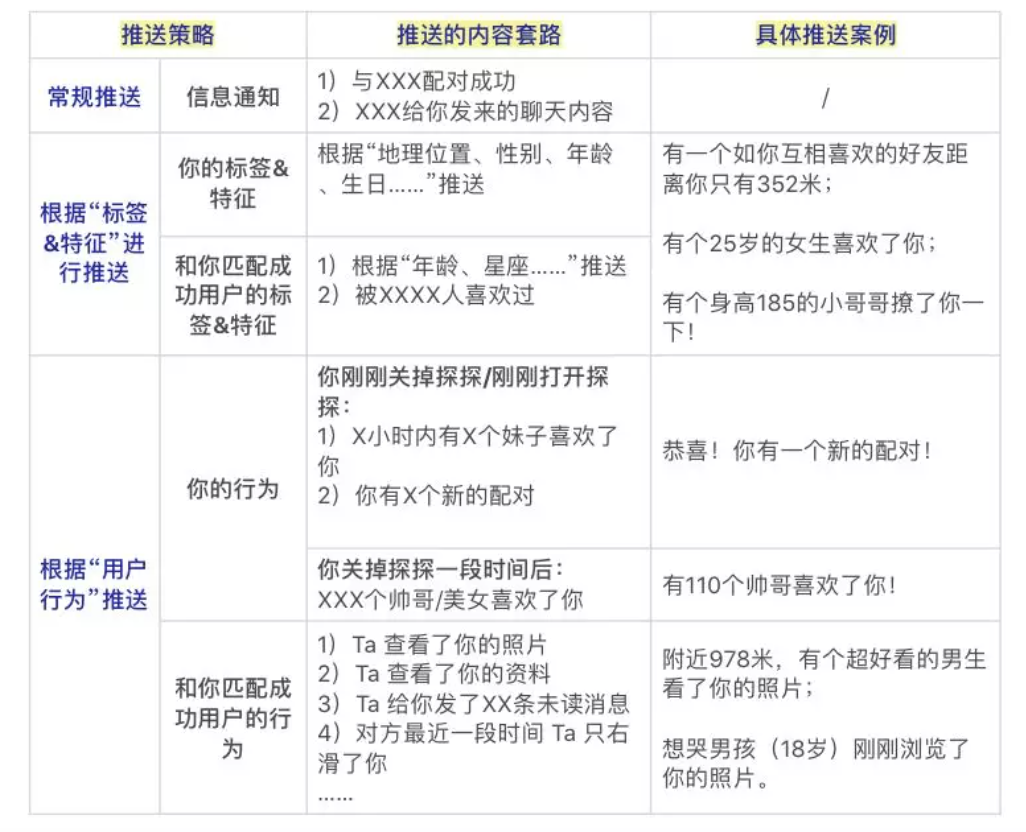 推送策略
推送的内容套路
具体推送案例
常规推送
信息通知
1）与XXX配对成功
2）XXX给你发来的聊天内容
/
根据“标签
&特征”进
行推送
你的标签&
特征
根据“地理位置、性别、年龄
、生日......”推送
有一个如你互相喜欢的好友距
离你只有352米；
有个25岁的女生喜欢了你；
有个身高185的小哥哥撩了你一
下！
和你匹配成
功用户的标
签&特征
1）根据“年龄、星座......”推送
2）被XXXX人喜欢过
根据“用户
行为”推送
你的行为
你刚刚关掉探探/刚刚打开探
探：
1）X小时内有X个妹子喜欢了
你
2）你有X个新的配对
恭喜！你有一个新的配对！
你关掉探探一段时间后：
XXX个帅哥/美女喜欢了你
有110个帅哥喜欢了你！
和你匹配成
功用户的行
为
1）Ta 查看了你的照片
2）Ta 查看了你的资料
3）Ta 给你发了XX条未读消息
4）对方最近一段时间 Ta 只右
滑了你
......
附近978米，有个超好看的男生
看了你的照片；
想哭男孩（18岁）刚刚浏览了
你的照片。